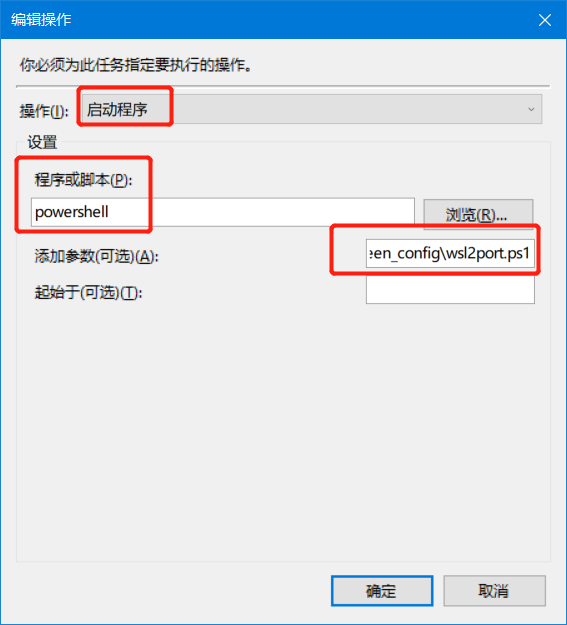 编辑操作
你必须为此任务指定要执行的操作。
操作(I): 启动程序
设置
程序或脚本(P):
powershell 浏览(R)...
添加参数(可选)(A): een_config\wsl2port.ps1
起始于(可选)(T):
确定 取消